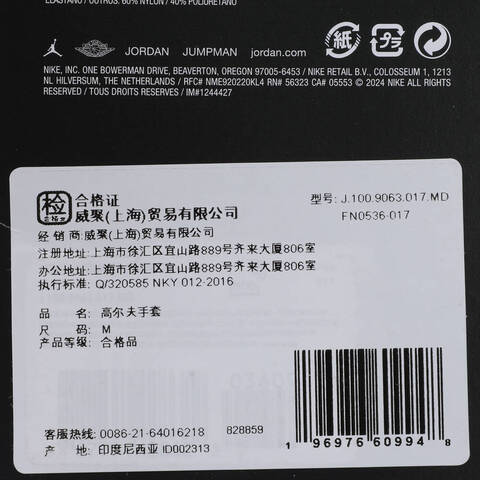 ELASTANO / OUTROS: 60% NYLON / 40% POLIURETANO
JORDAN JUMPMAN jordan.com
NIKE, INC. ONE BOWERMAN DRIVE, BEAVERTON, OREGON 97005-6453 / NIKE RETAIL B.V., COLOSSEUM 1, 1213
NL HILVERSUM, THE NETHERLANDS / RFC# NME920220KL4 RN# 56323 CA# 05553 © 2024 NIKE ALL RIGHTS
RESERVED / TOUS DROITS RÉSERVÉS / IM#1244427
紙
プラ
检
合格证
威聚(上海)贸易有限公司
型号: J.100.9063.017.MD
FN0536-017
经 销 商:威聚(上海)贸易有限公司
注册地址:上海市徐汇区宜山路889号齐来大厦806室
办公地址:上海市徐汇区宜山路889号齐来大厦806室
执行标准: Q/320585 NKY 012-2016
品 名: 高尔夫手套
尺 码: M
产品等级: 合格品
客服热线: 0086-21-64016218 828859
产 地: 印度尼西亚 ID002313
1 96976 60994 8